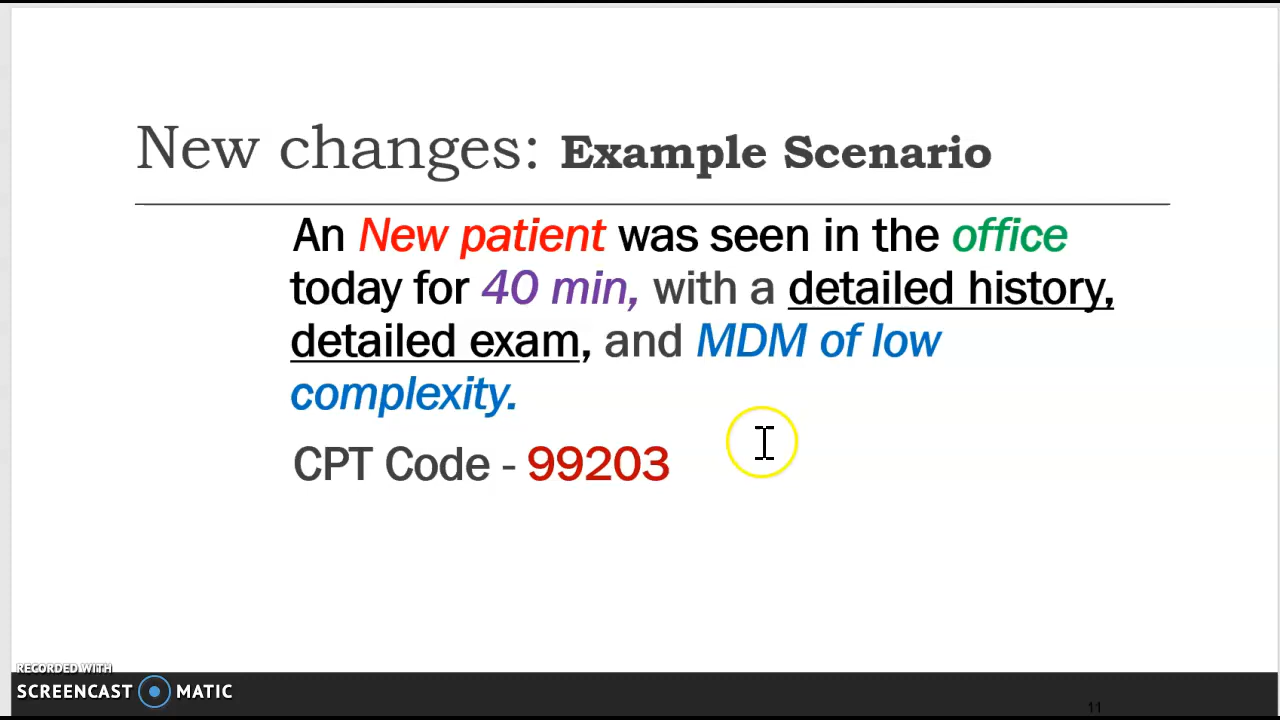 New changes: Example Scenario
An New patient was seen in the office
today for 40 min, with a detailed history,
detailed exam, and MDM of low
complexity.
CPT Code - 99203
RECORDED WITH
SCREENCAST MATIC
11